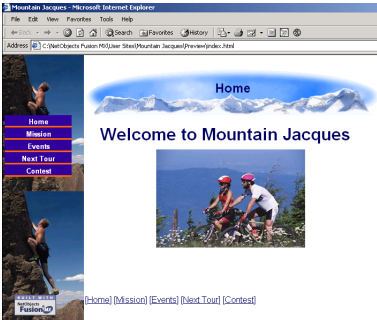 Mountain Jacques - Microsoft Internet Explorer
File Edit View Favorites Tools Help
Back Search Favorites History
Address C:\NetObjects Fusion MX\User Sites\Mountain Jacques\Preview\index.html
Home
Home
Mission
Events
Next Tour
Contest
Welcome to Mountain Jacques
BUILT WITH
NetObjects
Fusion MX
[Home] [Mission] [Events] [Next Tour] [Contest]